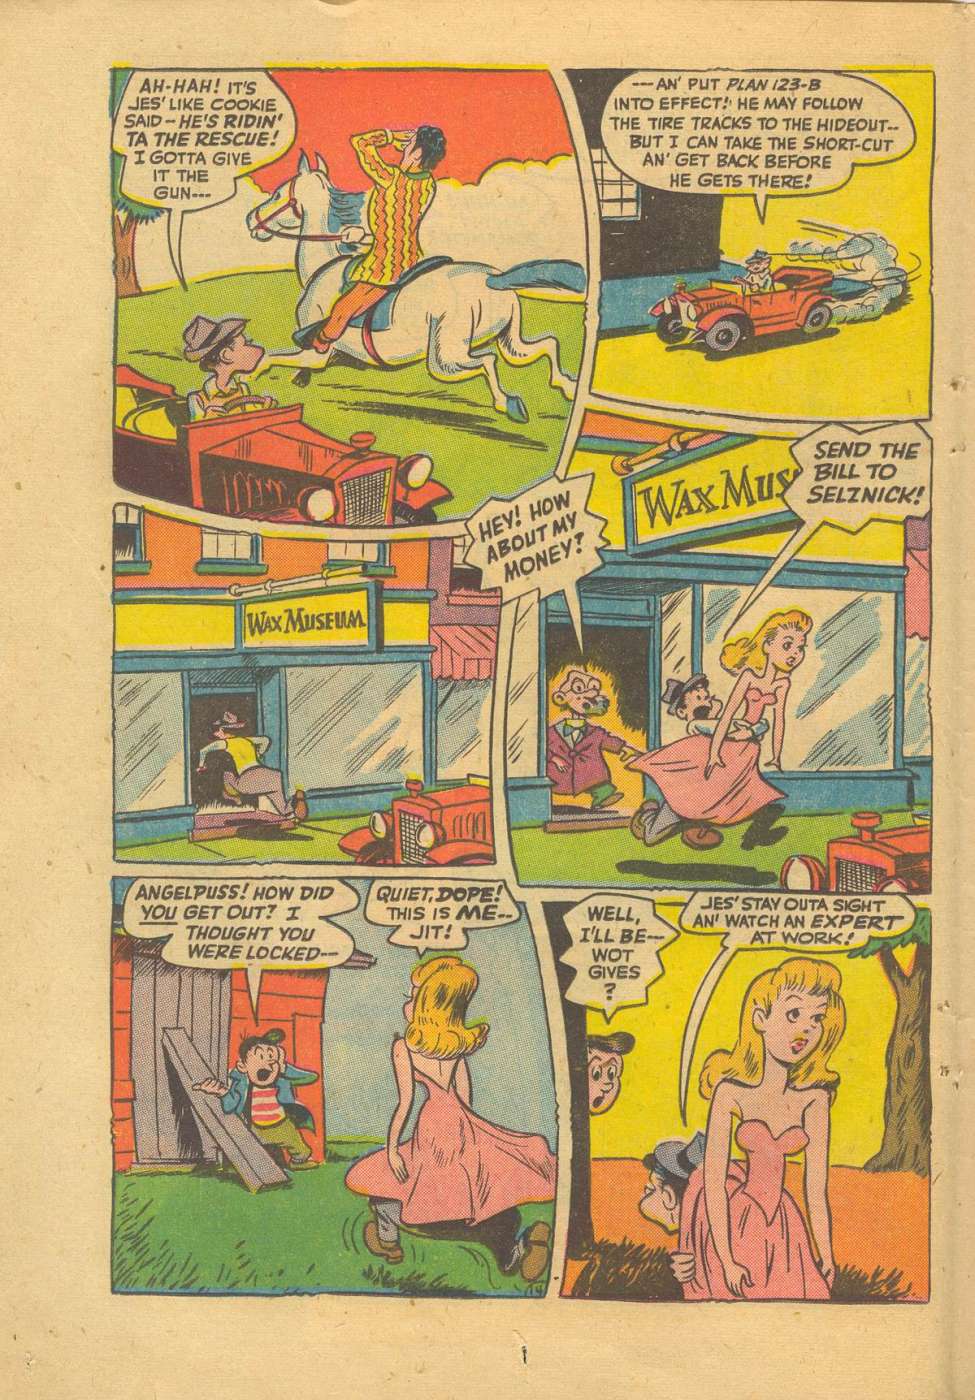 AH-HAH! IT'S
JES' LIKE COOKIE
SAID-HE'S RIDIN'
TA THE RESCUE!
I GOTTA GIVE
IT THE
GUN---
---AN' PUT PLAN 123-B
INTO EFFECT! HE MAY FOLLOW
THE TIRE TRACKS TO THE HIDEOUT--
BUT I CAN TAKE THE SHORT-CUT
AN' GET BACK BEFORE
HE GETS THERE!
WAX MUSEUM
HEY! HOW
ABOUT MY
MONEY?
WAX MUS
SEND THE
BILL TO
SELZNICK!
ANGELPUSS! HOW DID
YOU GET OUT? I
THOUGHT YOU
WERE LOCKED--
QUIET, DOPE!
THIS IS ME--
JIT!
14
WELL,
I'LL BE--
WOT
GIVES
?
JES' STAY OUTA SIGHT
AN' WATCH AN EXPERT
AT WORK!